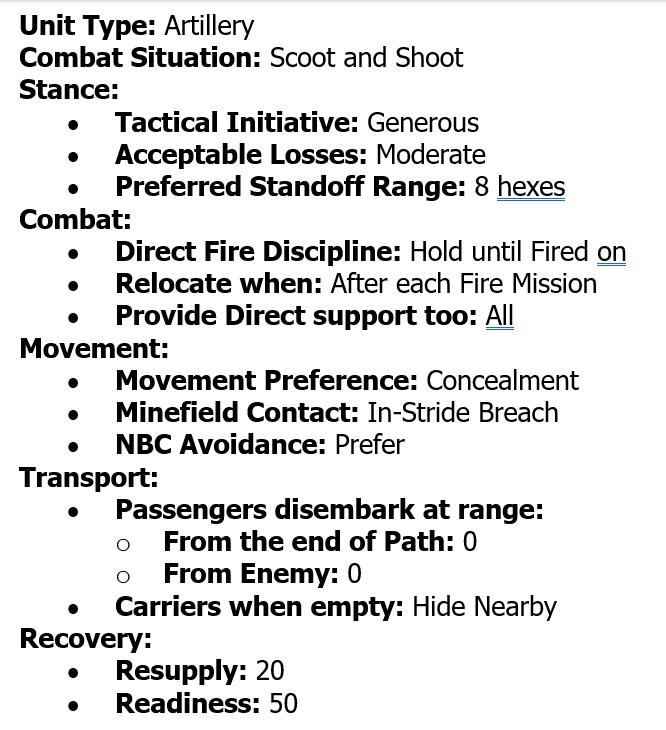 Unit Type: Artillery
Combat Situation: Scoot and Shoot
Stance:
• Tactical Initiative: Generous
• Acceptable Losses: Moderate
• Preferred Standoff Range: 8 hexes
Combat:
• Direct Fire Discipline: Hold until Fired on
• Relocate when: After each Fire Mission
• Provide Direct support too: All
Movement:
• Movement Preference: Concealment
• Minefield Contact: In-Stride Breach
• NBC Avoidance: Prefer
Transport:
• Passengers disembark at range:
o From the end of Path: 0
o From Enemy: 0
• Carriers when empty: Hide Nearby
Recovery:
• Resupply: 20
• Readiness: 50